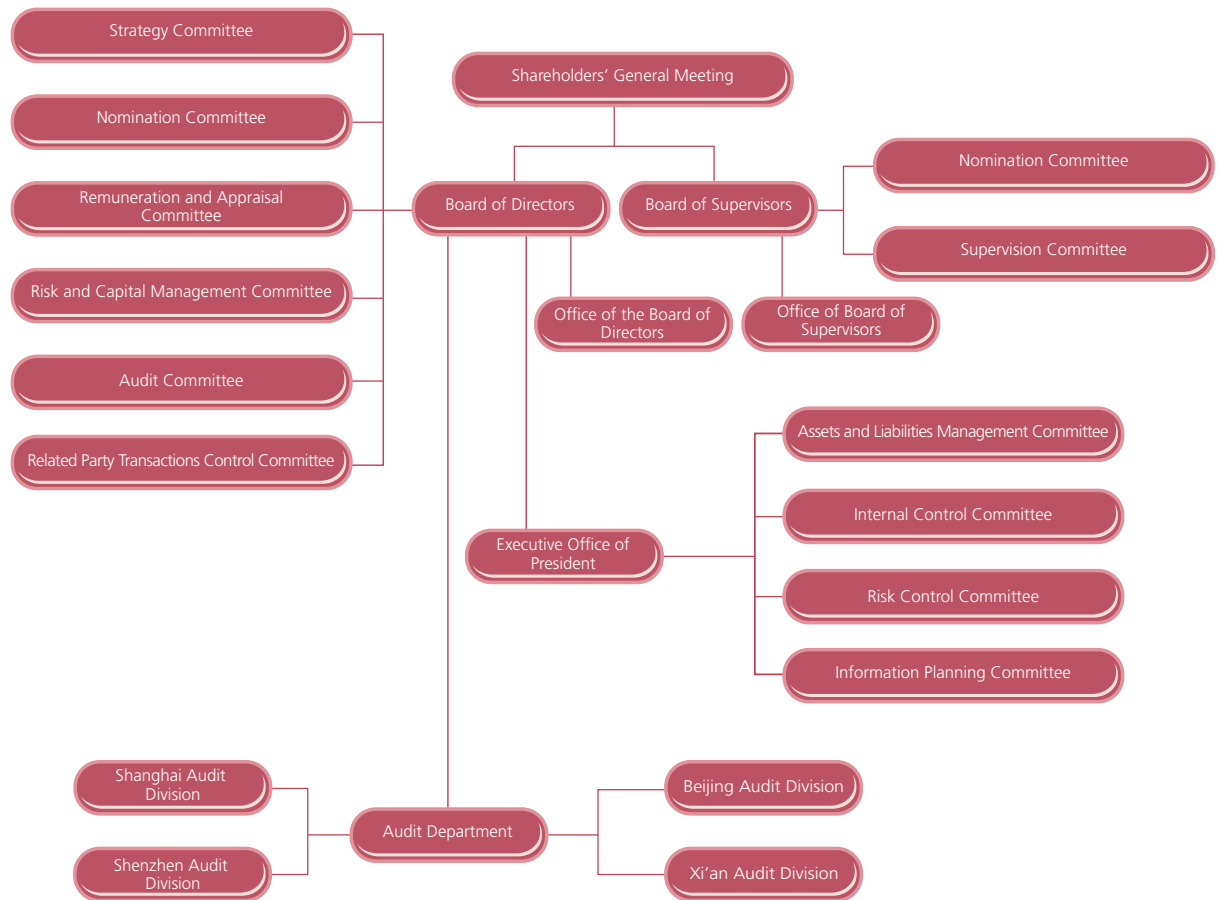 Strategy Committee
Shareholders’ General Meeting
Nomination Committee
Nomination Committee
Remuneration and Appraisal
Committee
Board of Directors
Board of Supervisors
Supervision Committee
Risk and Capital Management Committee
Office of the Board of
Directors
Office of Board of
Supervisors
Audit Committee
Assets and Liabilities Management Committee
Related Party Transactions Control Committee
Internal Control Committee
Executive Office of
President
Risk Control Committee
Information Planning Committee
Shanghai Audit
Division
Beijing Audit Division
Audit Department
Shenzhen Audit
Division
Xi’an Audit Division